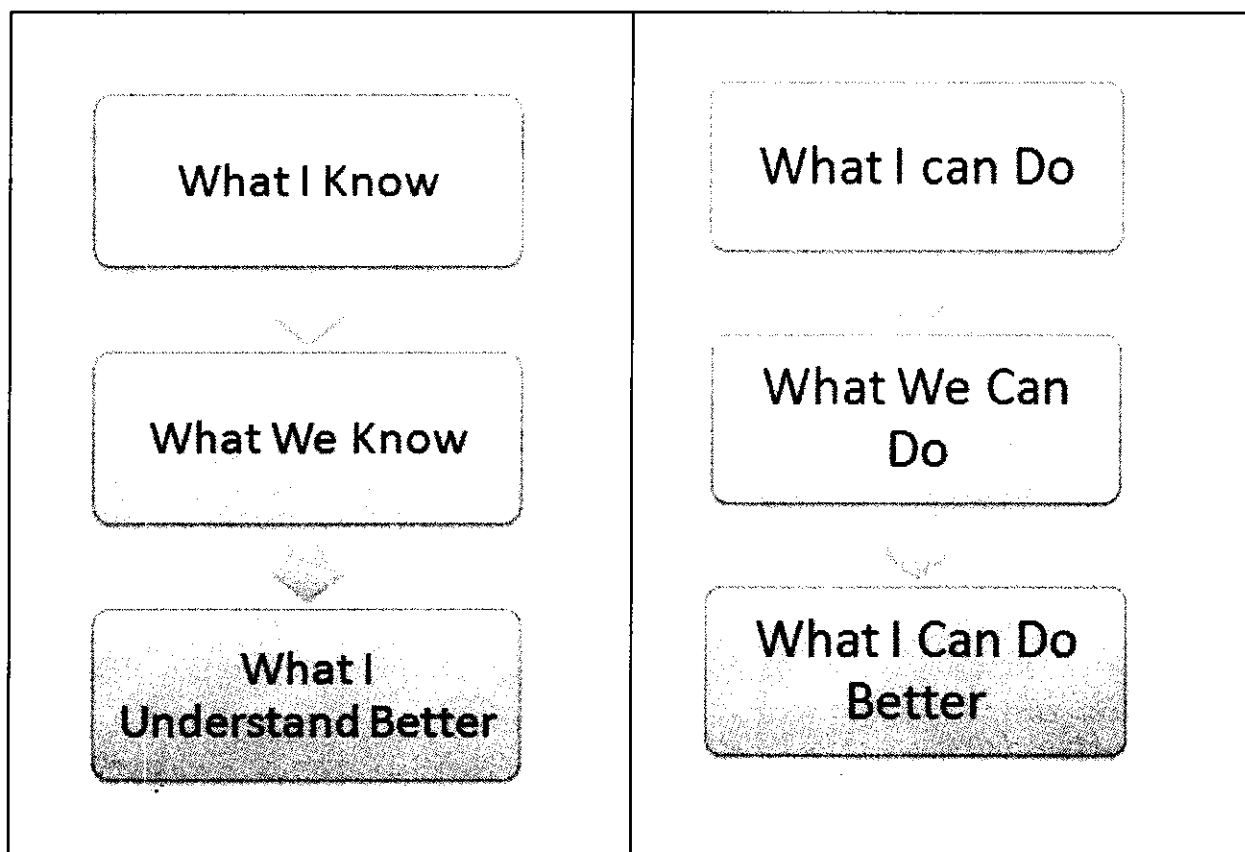 What I Know
What We Know
What I
Understand Better
What I can Do
What We Can
Do
What I Can Do
Better